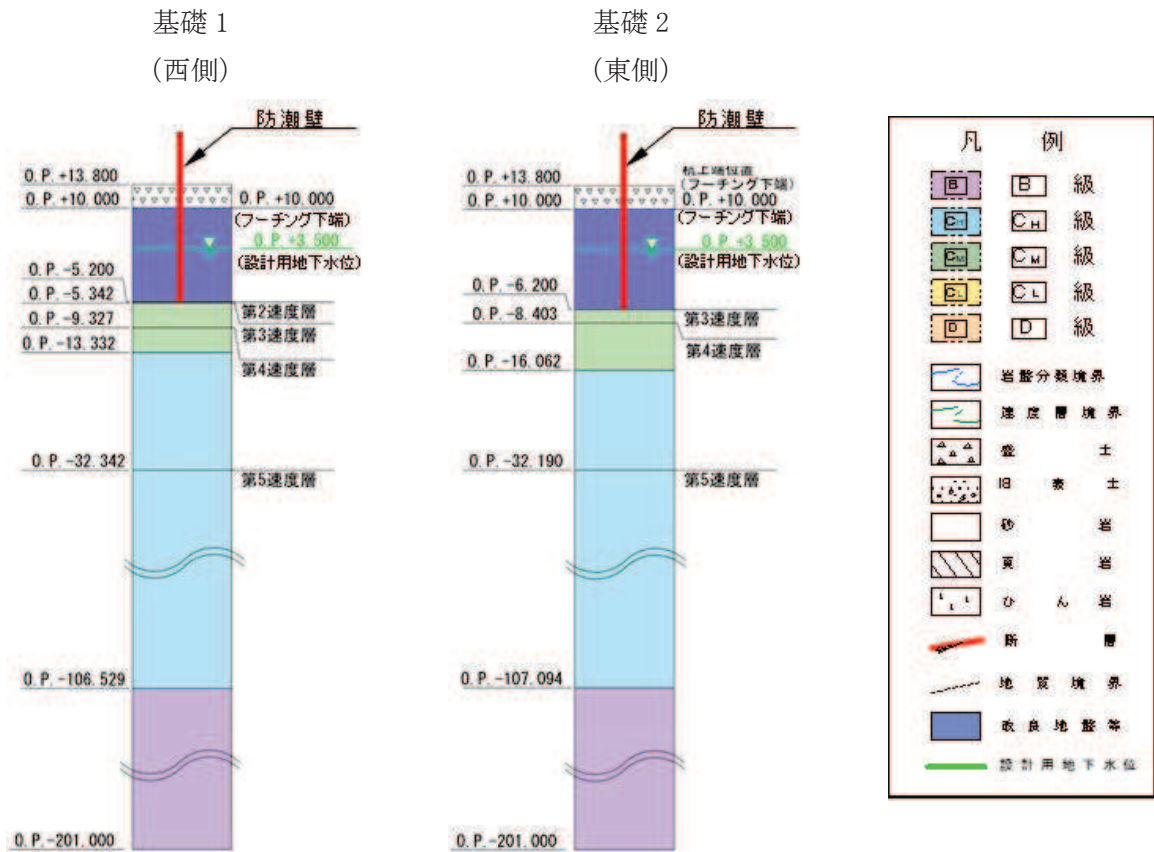 基礎1
(西側)
防潮壁
O.P.+13.800
O.P.+10.000
O.P.+10.000
(フーチング下端)
O.P.+3.500
(設計用地下水位)
O.P.-5.200
O.P.-5.342
O.P.-9.327
O.P.-13.332
第2速度層
第3速度層
第4速度層
O.P.-32.342
第5速度層
O.P.-106.529
O.P.-201.000
基礎2
(東側)
防潮壁
O.P.+13.800
O.P.+10.000
杭上端位置
(フーチング下端)
O.P.+10.000
(フーチング下端)
O.P.+3.500
(設計用地下水位)
O.P.-6.200
O.P.-8.403
O.P.-16.062
第3速度層
第4速度層
O.P.-32.190
第5速度層
O.P.-107.094
O.P.-201.000
凡例
B B 級
CH CH 級
CM CM 級
CL CL 級
D D 級
岩盤分類境界
速度層境界
盛土
旧表土
砂岩
頁岩
ひん岩
断層
地質境界
改良地盤等
設計用地下水位